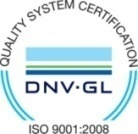 QUALITY SYSTEM CERTIFICATION
DNV·GL
ISO 9001:2008